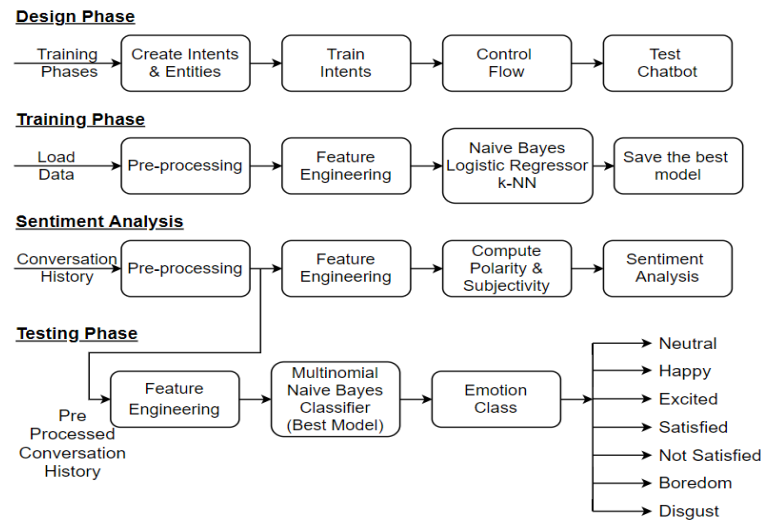 Design Phase
Training
Phases
Create Intents
& Entities
Train
Intents
Control
Flow
Test
Chatbot
Training Phase
Load
Data
Pre-processing
Feature
Engineering
Naive Bayes
Logistic Regressor
k-NN
Save the best
model
Sentiment Analysis
Conversation
History
Pre-processing
Feature
Engineering
Compute
Polarity &
Subjectivity
Sentiment
Analysis
Testing Phase
Pre
Processed
Conversation
History
Feature
Engineering
Multinomial
Naive Bayes
Classifier
(Best Model)
Emotion
Class
Neutral
Happy
Excited
Satisfied
Not Satisfied
Boredom
Disgust